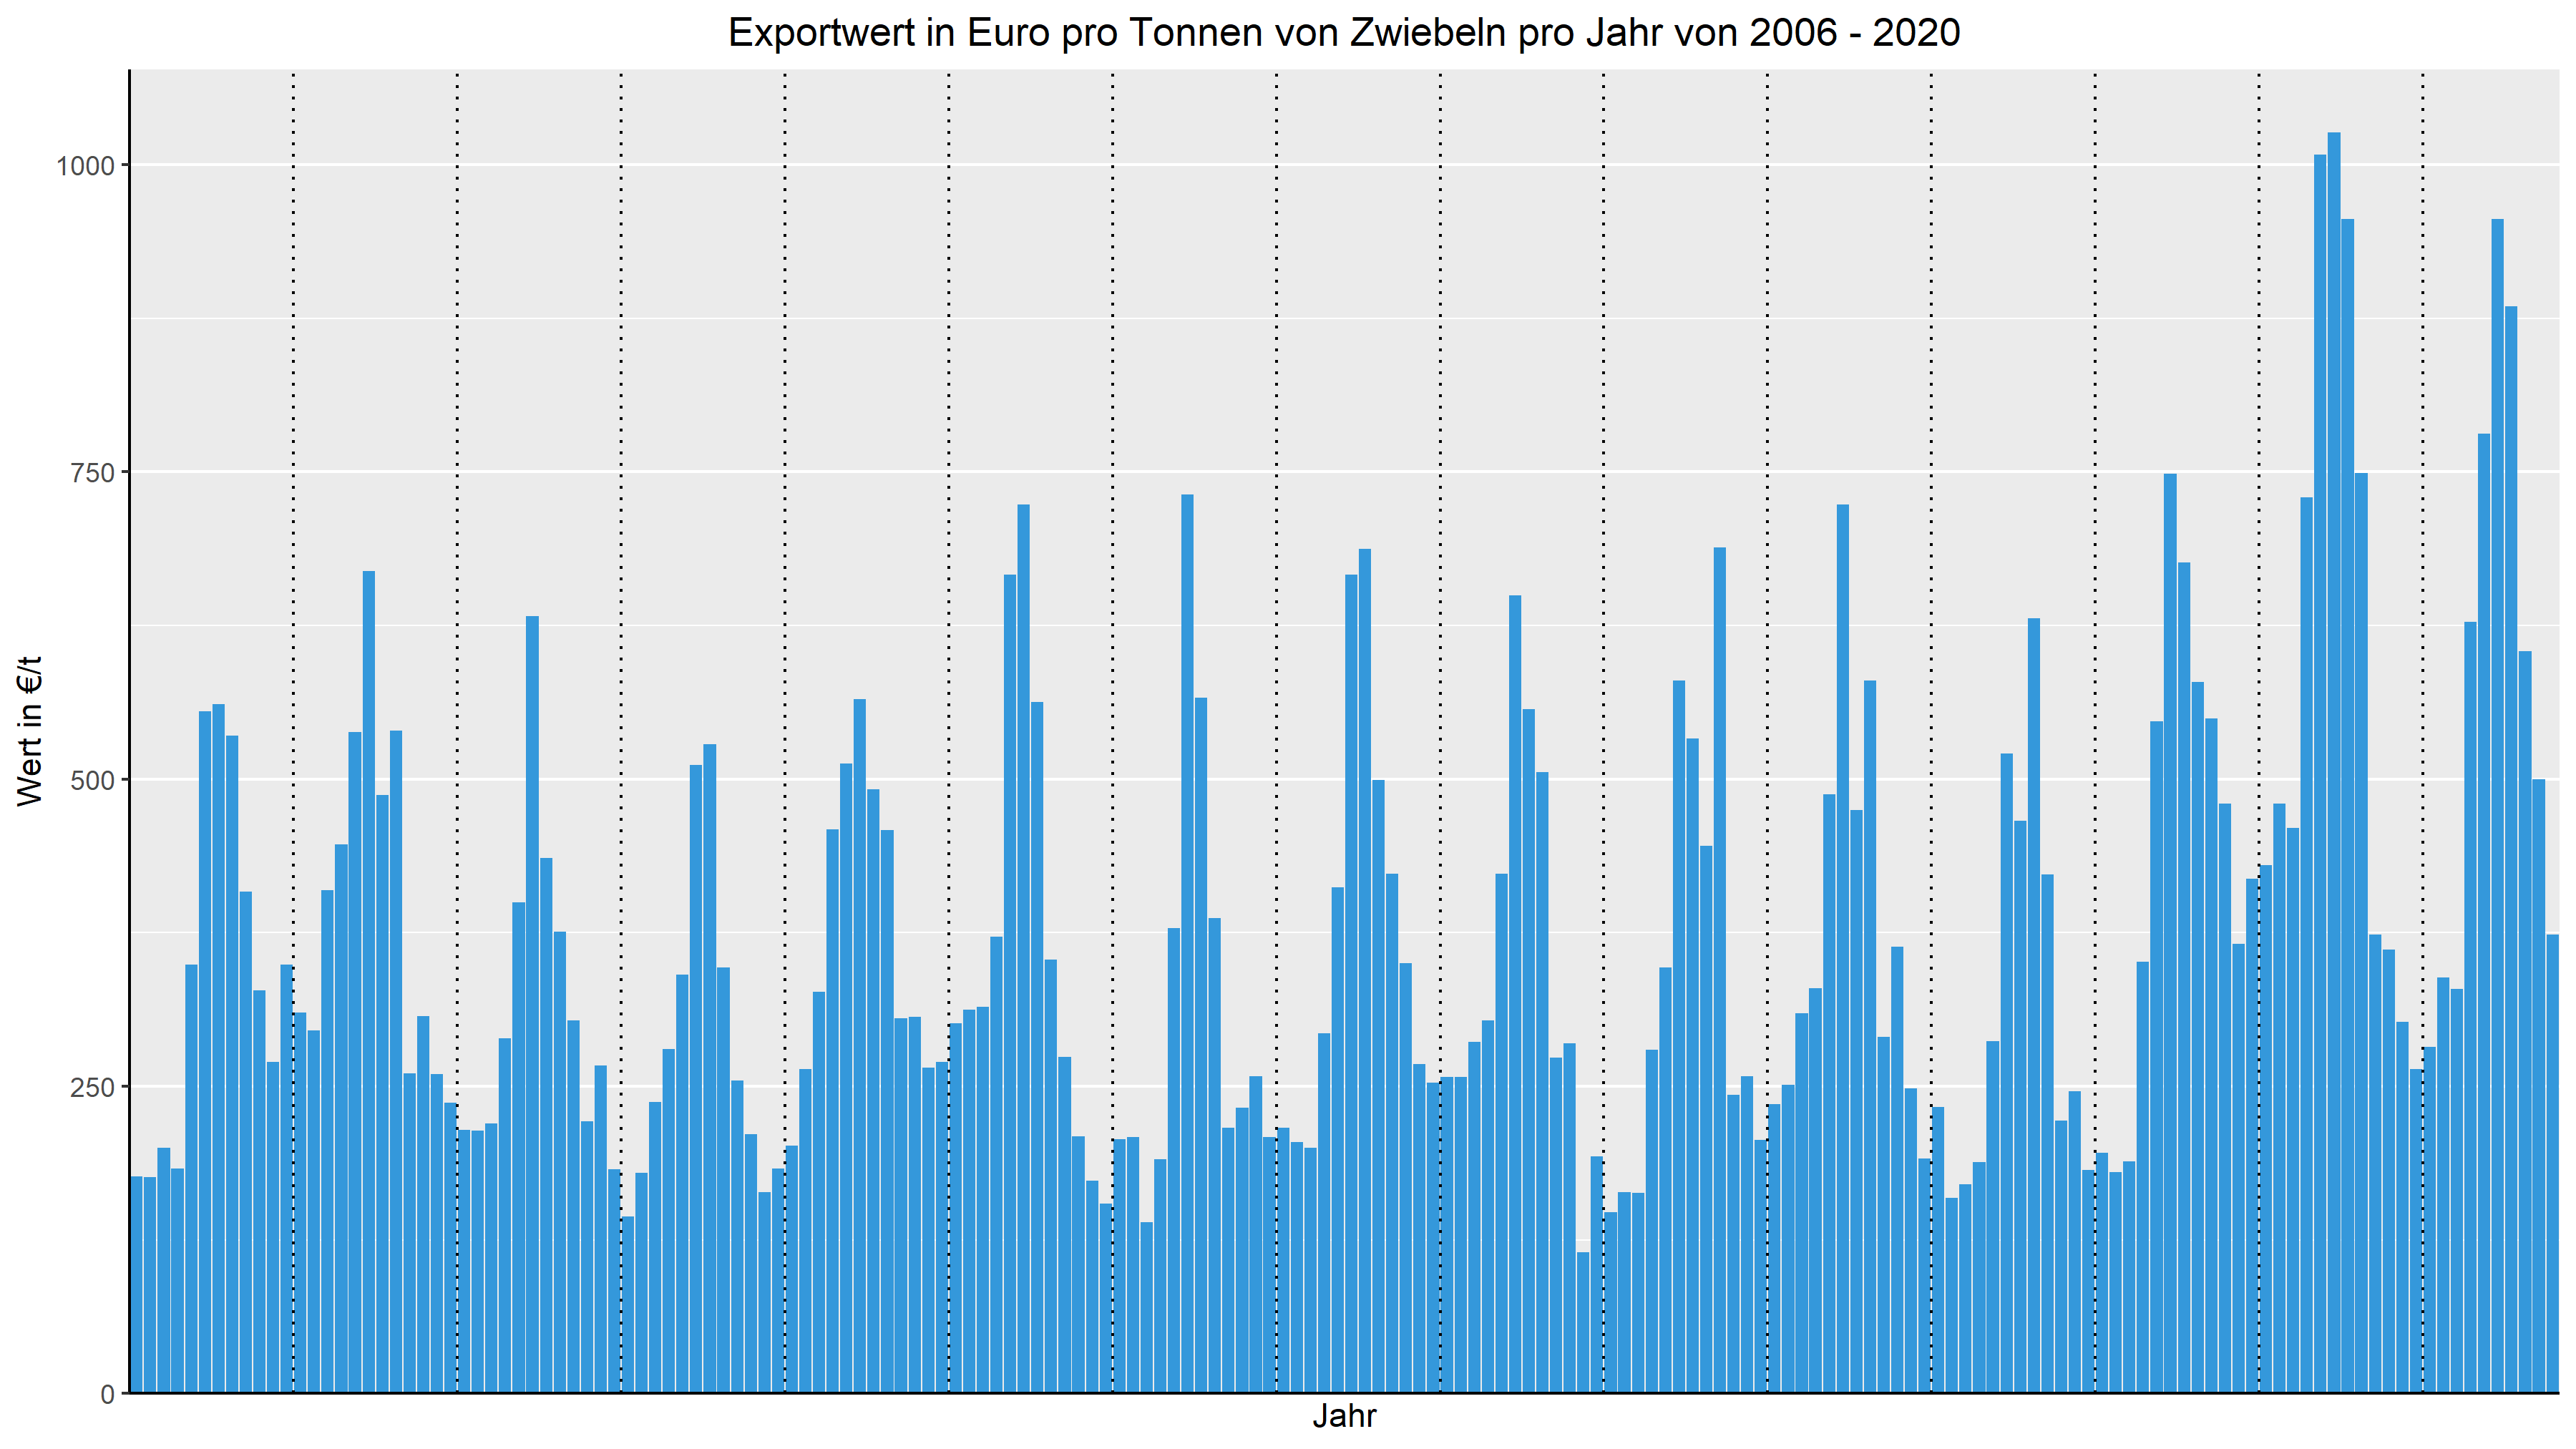 Exportwert in Euro pro Tonnen von Zwiebeln pro Jahr von 2006 - 2020
Wert in €/t
1000
750
500
250
0
Jahr